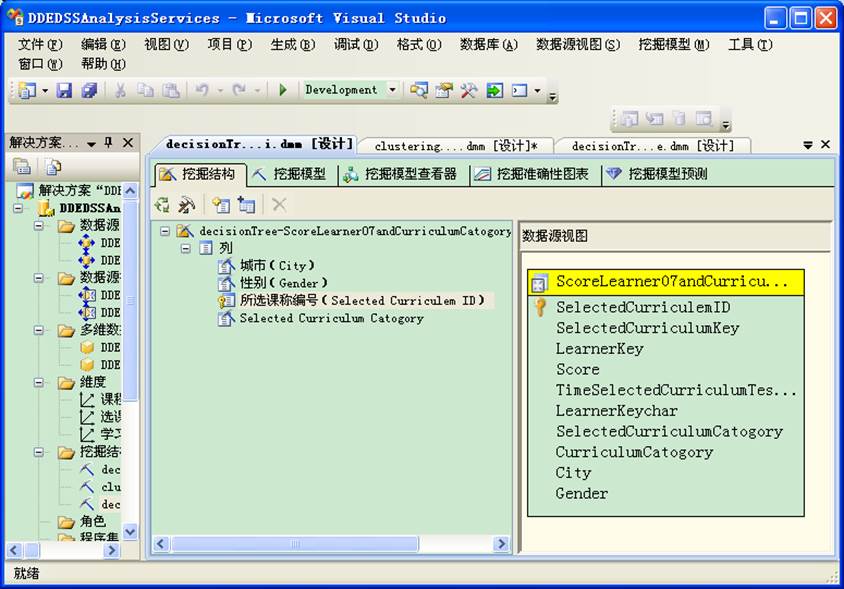 DDEDSSAnalysisServices - Microsoft Visual Studio
文件(F) 编辑(E) 视图(V) 项目(P) 生成(B) 调试(D) 格式(O) 数据库(A) 数据源视图(S) 挖掘模型(M) 工具(T)
窗口(W) 帮助(H)
Development
解决方案...
decisionTr...i.dmm [设计]
clustering....dmm [设计]*
decisionTr...e.dmm [设计]
挖掘结构 挖掘模型 挖掘模型查看器 挖掘准确性图表 挖掘模型预测
解决方案 “DDE
DDEDSSAn
数据源
DDE
DDE
数据源
DDE
DDE
多维数据
DDE
DDE
维度
课程
选课
学习
挖掘结构
dec
clu
dec
角色
程序集
decisionTree-ScoreLearner07andCurriculumCatogory
列
城市(City)
性别(Gender)
所选课称编号(Selected Curriculem ID)
Selected Curriculum Catogory
数据源视图
ScoreLearner07andCurricu...
SelectedCurriculemID
SelectedCurriculumKey
LearnerKey
Score
TimeSelectedCurriculumTes...
LearnerKeychar
SelectedCurriculumCatogory
CurriculumCatogory
City
Gender
就绪